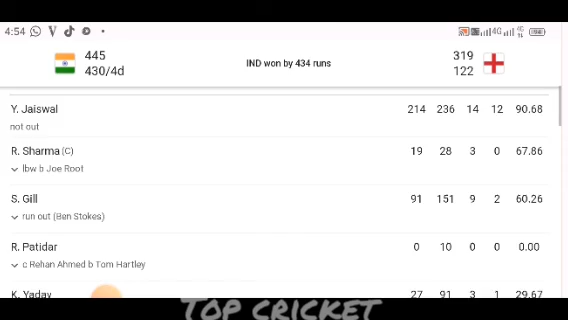 4:54
4G
445
430/4d
IND won by 434 runs
319
122
Y. Jaiswal 214 236 14 12 90.68
not out
R. Sharma (C) 19 28 3 0 67.86
lbw b Joe Root
S. Gill 91 151 9 2 60.26
run out (Ben Stokes)
R. Patidar 0 10 0 0 0.00
c Rehan Ahmed b Tom Hartley
K. Yadav 27 91 3 1 29.67
TOP CRICKET